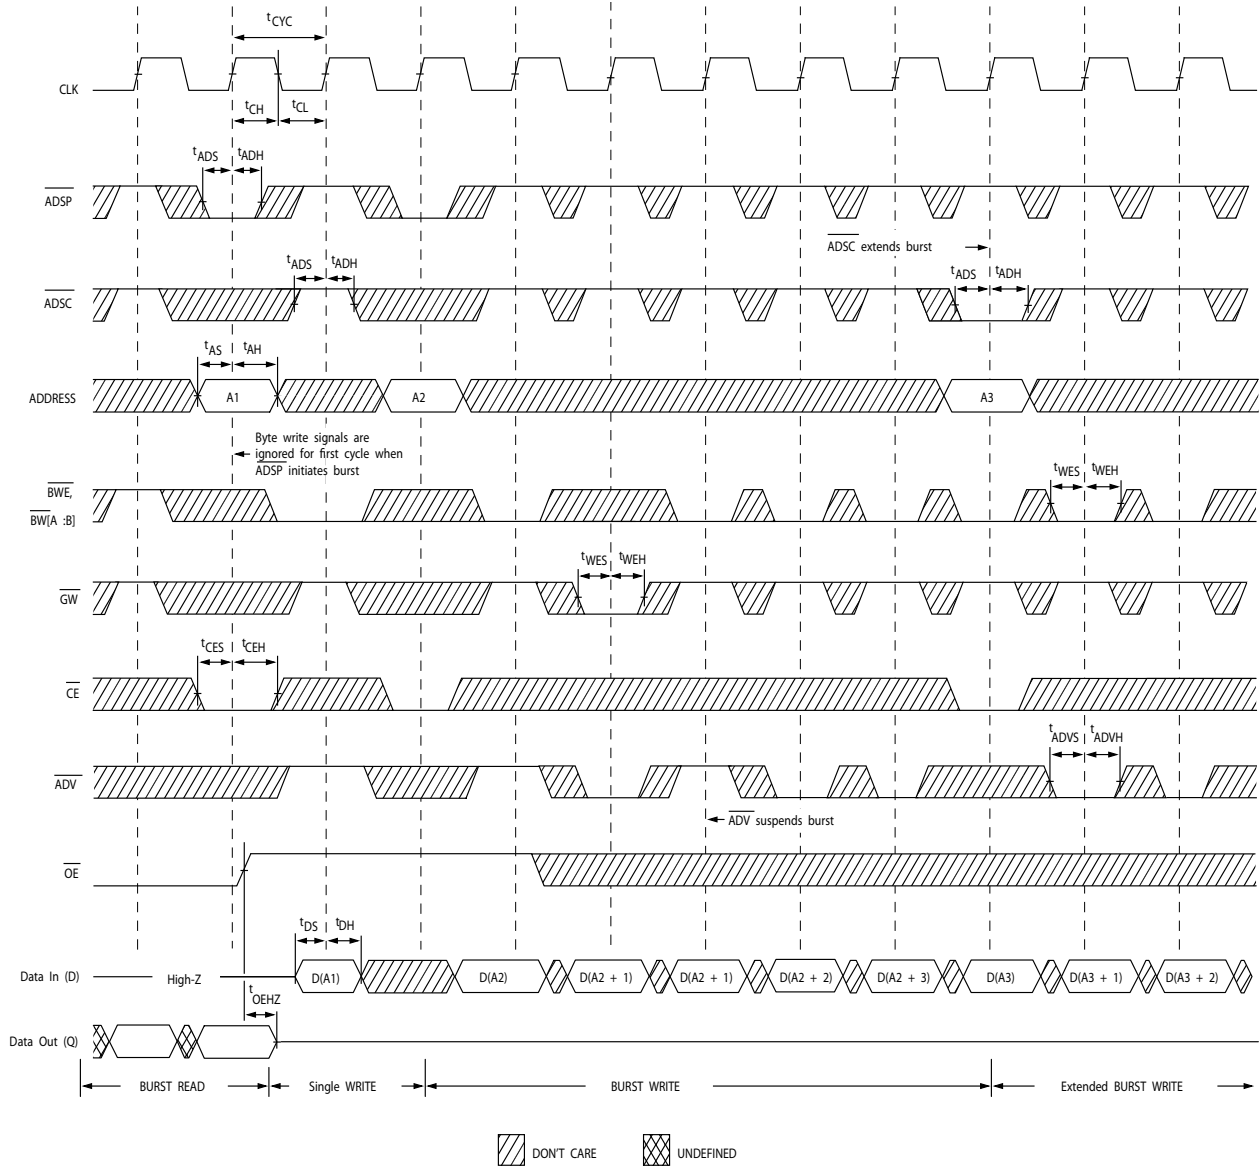 tCYC
CLK
tCH
tCL
tADS
tADH
ADSP
ADSC extends burst
tADS
tADH
tADS
tADH
ADSC
tAS
tAH
ADDRESS
A1
A2
A3
Byte write signals are
ignored for first cycle when
ADSP initiates burst
BWE,
BW[A :B]
tWES
tWEH
tWES
tWEH
GW
tCES
tCEH
CE
tADVS
tADVH
ADV
ADV suspends burst
OE
tDS
tDH
Data In (D)
High-Z
D(A1)
D(A2)
D(A2 + 1)
D(A2 + 1)
D(A2 + 2)
D(A2 + 3)
D(A3)
D(A3 + 1)
D(A3 + 2)
tOEHZ
Data Out (Q)
BURST READ
Single WRITE
BURST WRITE
Extended BURST WRITE
DON'T CARE
UNDEFINED